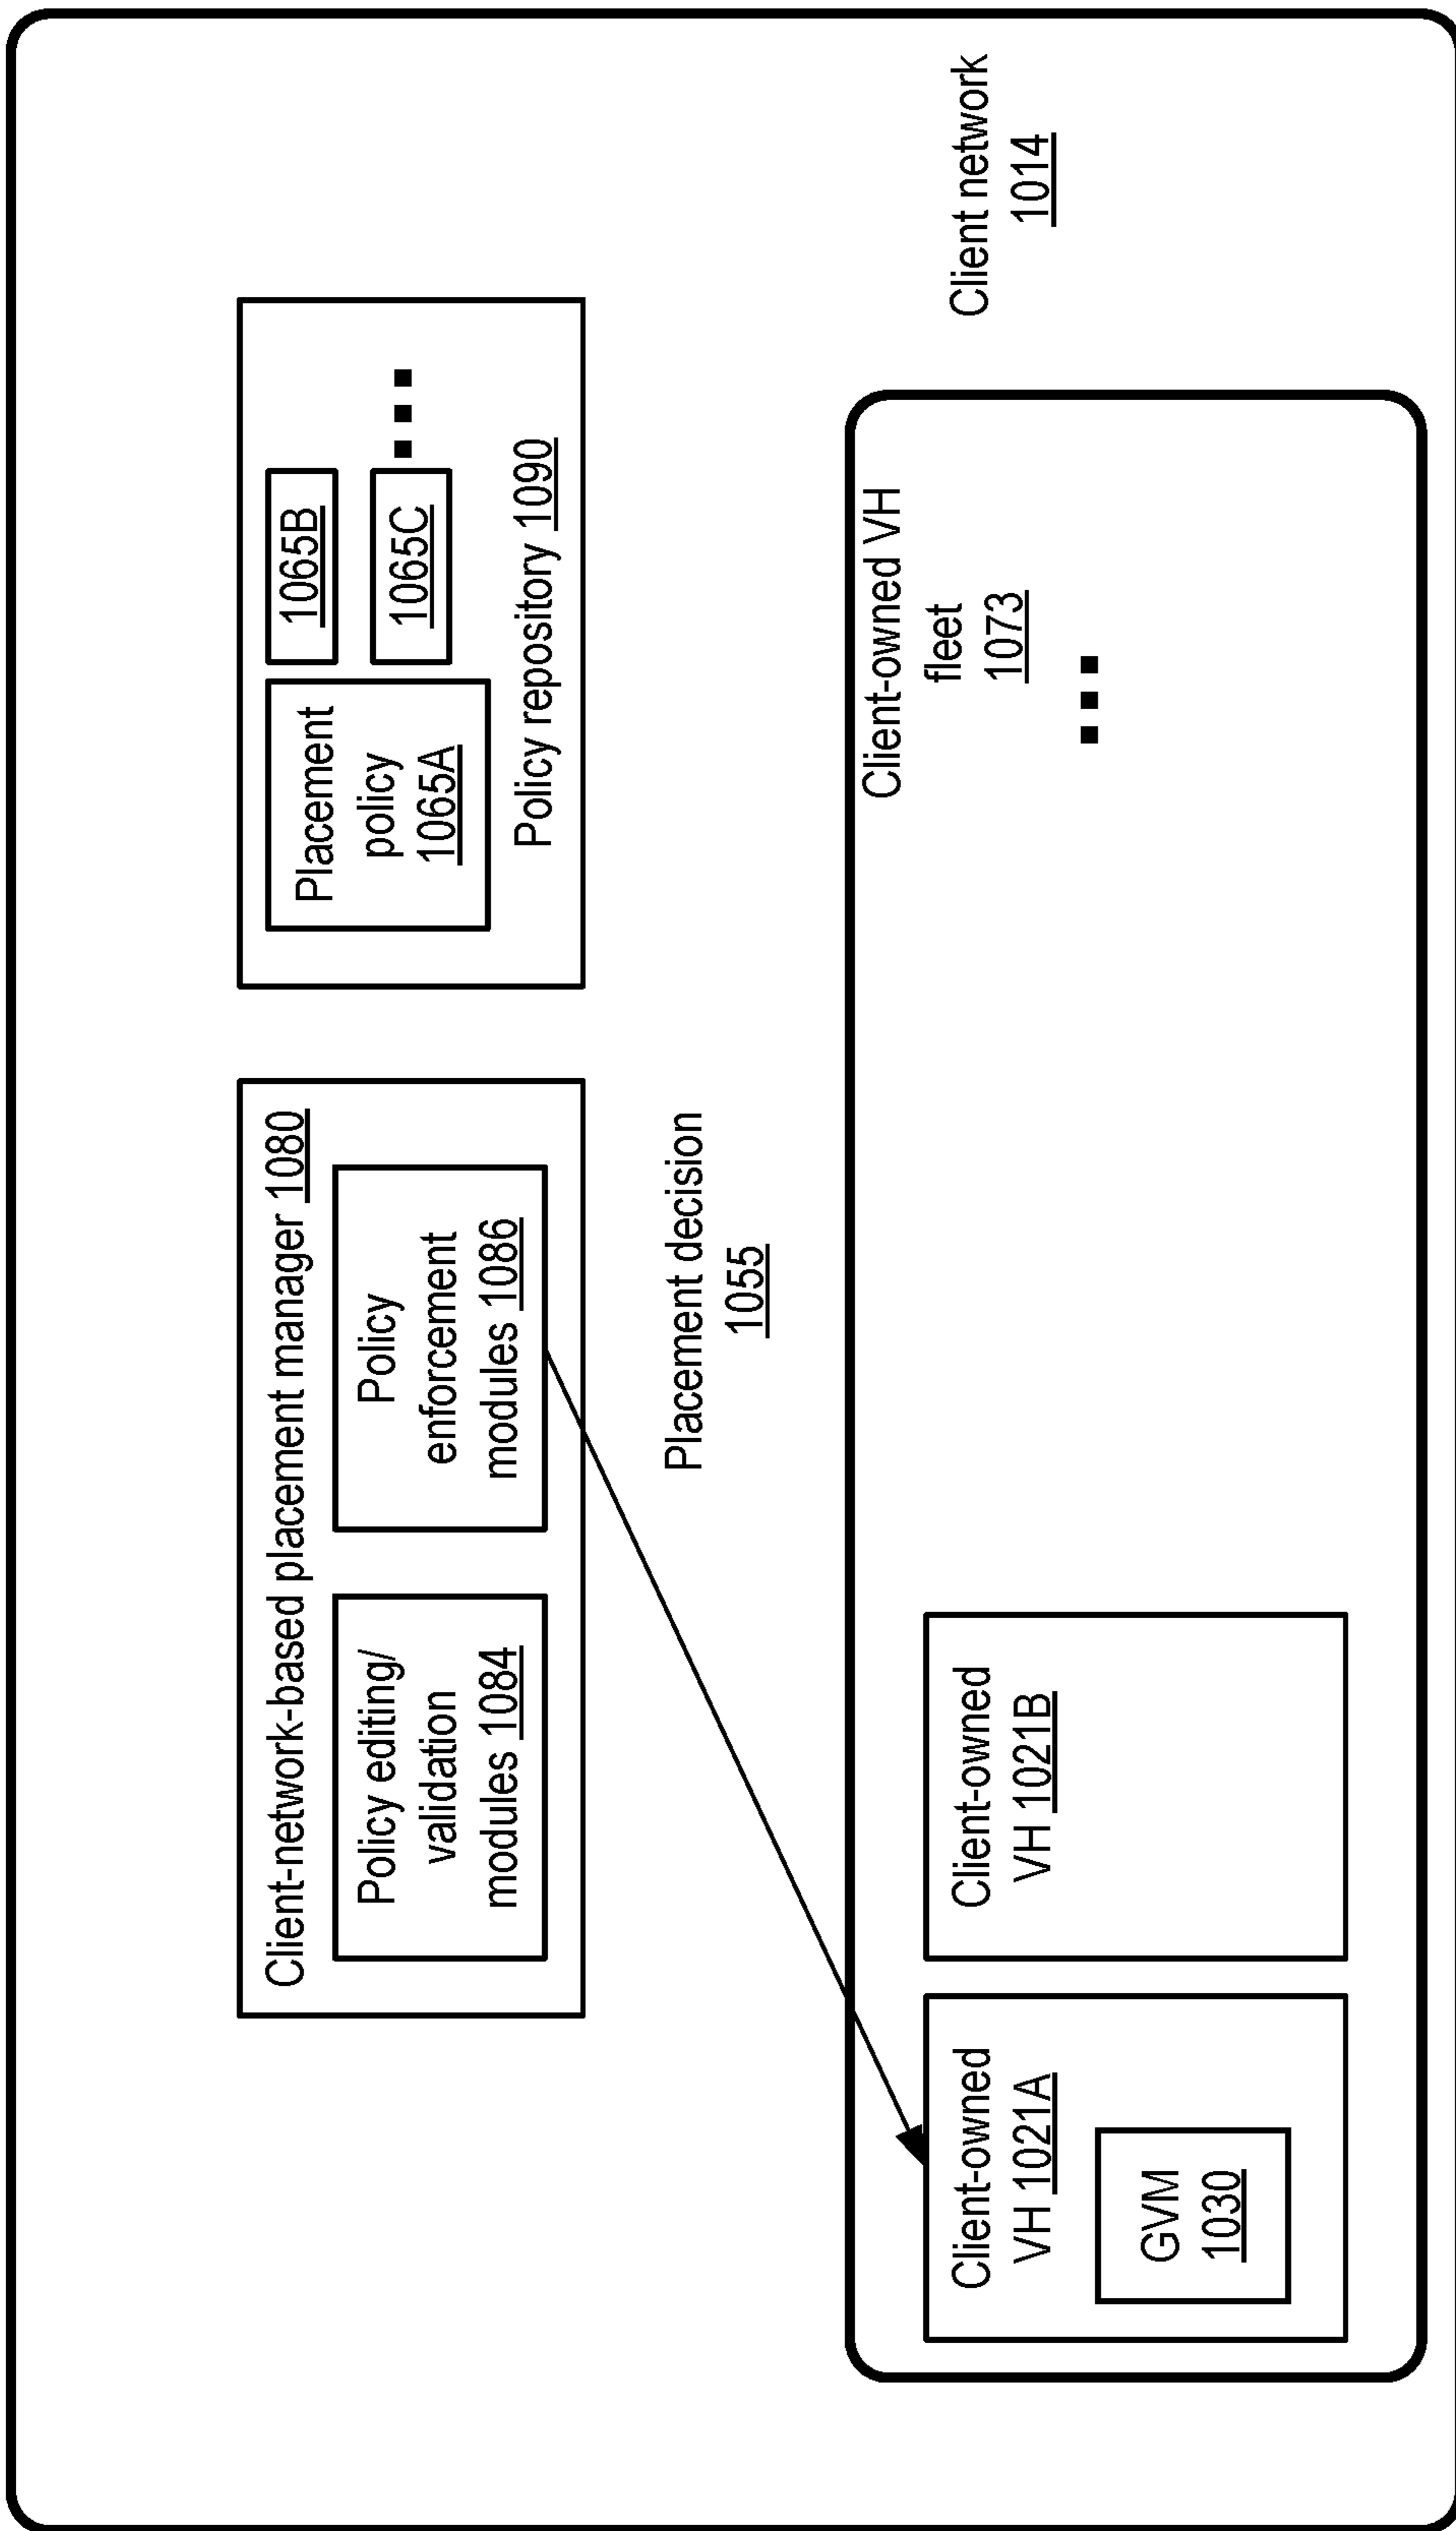 Client-network-based placement manager 1080
Policy editing/
validation
modules 1084
Policy
enforcement
modules 1086
Placement
policy
1065A
1065B
1065C
Policy repository 1090
Placement decision
1055
Client-owned VH
fleet
1073
Client-owned
VH 1021A
GVM
1030
Client-owned
VH 1021B
Client network
1014